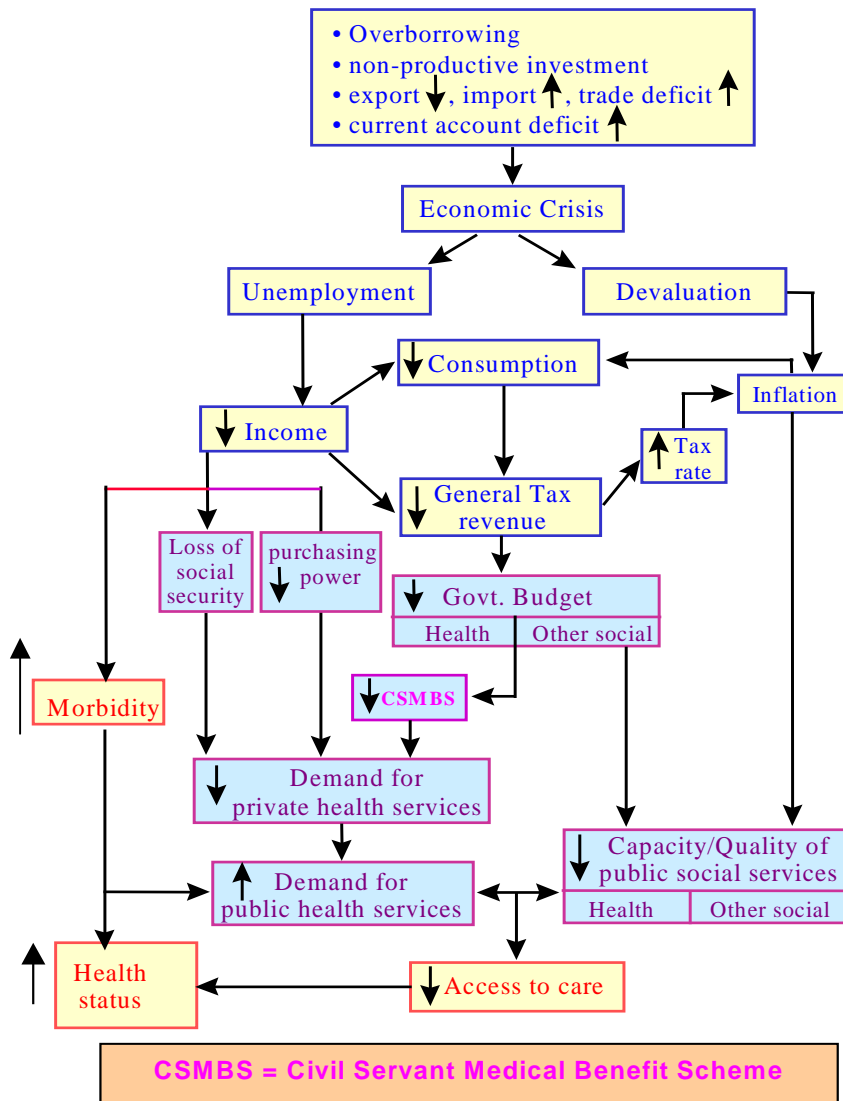 • Overborrowing
• non-productive investment
• export ↓, import ↑, trade deficit ↑
• current account deficit ↑
Economic Crisis
Unemployment
Devaluation
↓ Consumption
Inflation
↓ Income
↑ Tax
rate
↓ General Tax
revenue
Loss of
social
security
purchasing
↓ power
↓ Govt. Budget
Health
Other social
↑ Morbidity
↓ CSMBS
↓ Demand for
private health services
↓ Capacity/Quality of
public social services
Health
Other social
↑ Demand for
public health services
↑ Health
status
↓ Access to care
CSMBS = Civil Servant Medical Benefit Scheme